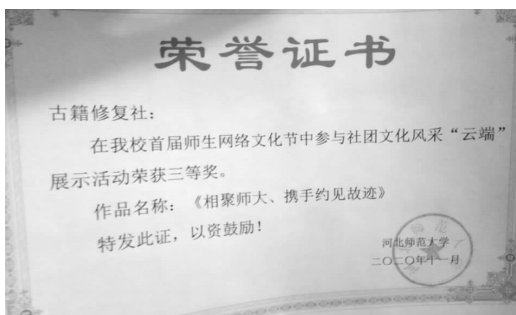 荣誉证书
古籍修复社：
在我校首届师生网络文化节中参与社团文化风采“云端”
展示活动荣获三等奖。
作品名称：《相聚师大、携手约见故迹》
特发此证，以资鼓励！
河北师范大学
二〇二〇年十一月